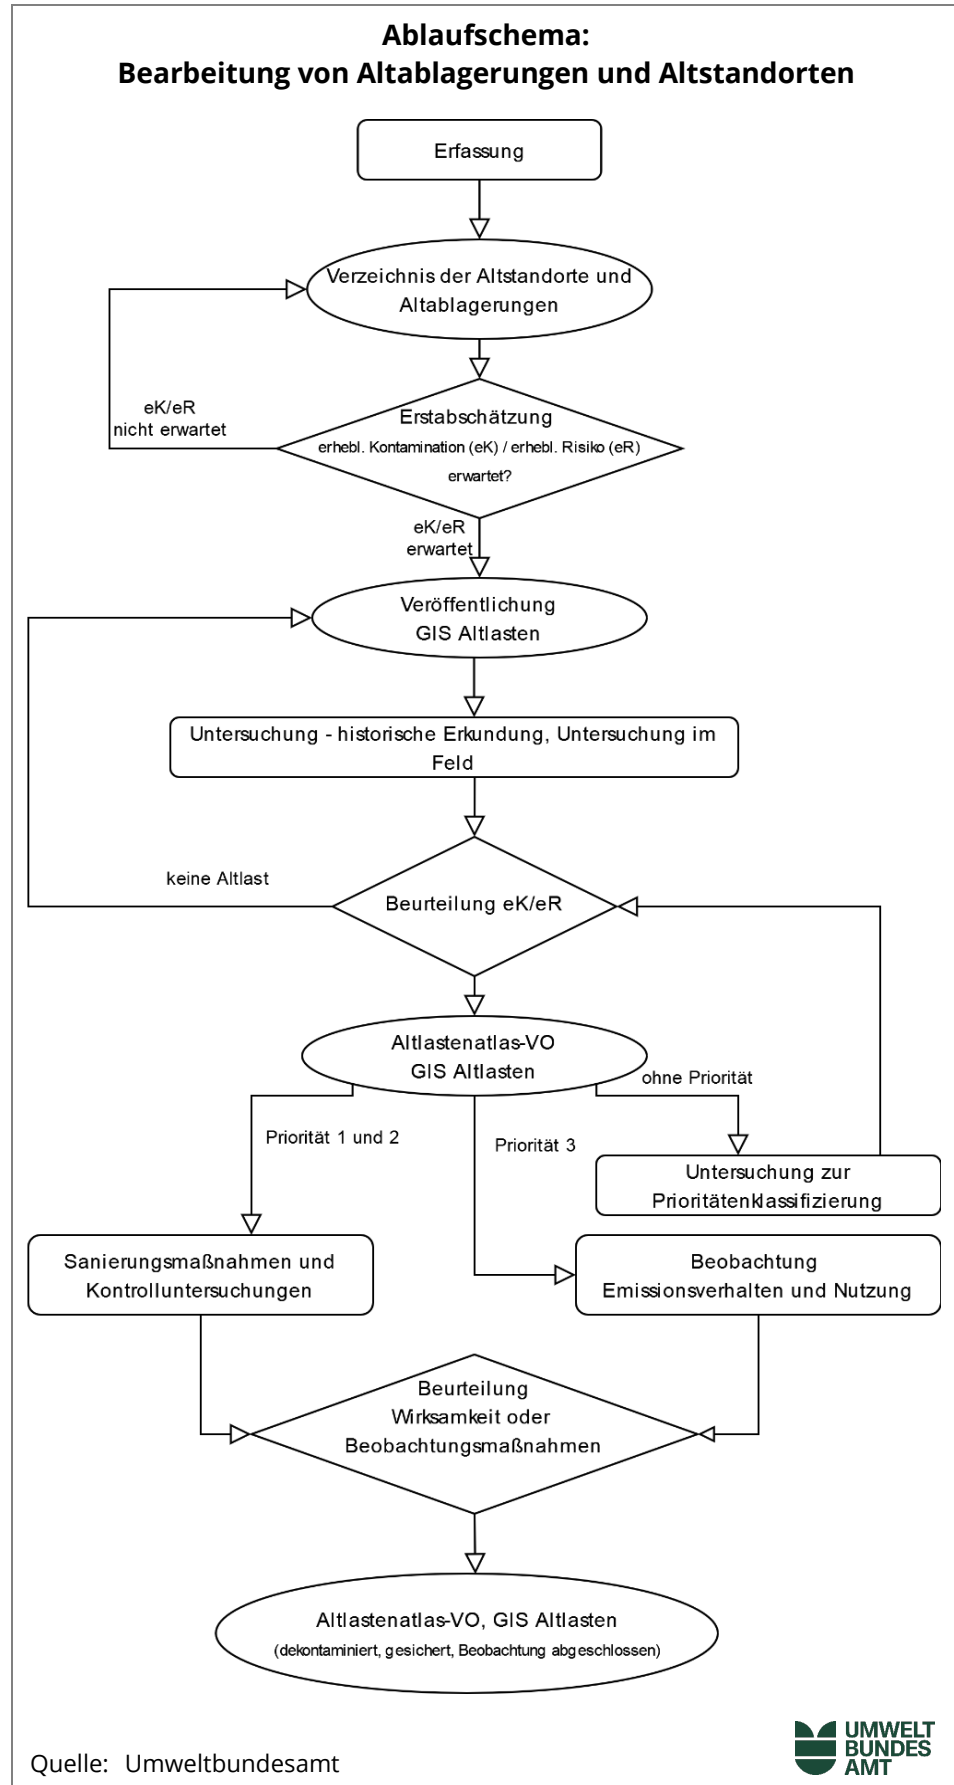 Ablaufschema:
Bearbeitung von Altablagerungen und Altstandorten
Erfassung
Verzeichnis der Altstandorte und
Altablagerungen
eK/eR
nicht erwartet
Erstabschätzung
erhebl. Kontamination (eK) / erhebl. Risiko (eR)
erwartet?
eK/eR
erwartet
Veröffentlichung
GIS Altlasten
Untersuchung - historische Erkundung, Untersuchung im
Feld
keine Altlast
Beurteilung eK/eR
Altlastenatlas-VO
GIS Altlasten
ohne Priorität
Priorität 1 und 2
Priorität 3
Untersuchung zur
Prioritätenklassifizierung
Sanierungsmaßnahmen und
Kontrolluntersuchungen
Beobachtung
Emissionsverhalten und Nutzung
Beurteilung
Wirksamkeit oder
Beobachtungsmaßnahmen
Altlastenatlas-VO, GIS Altlasten
(dekontaminiert, gesichert, Beobachtung abgeschlossen)
Quelle: Umweltbundesamt
UMWELT
BUNDES
AMT